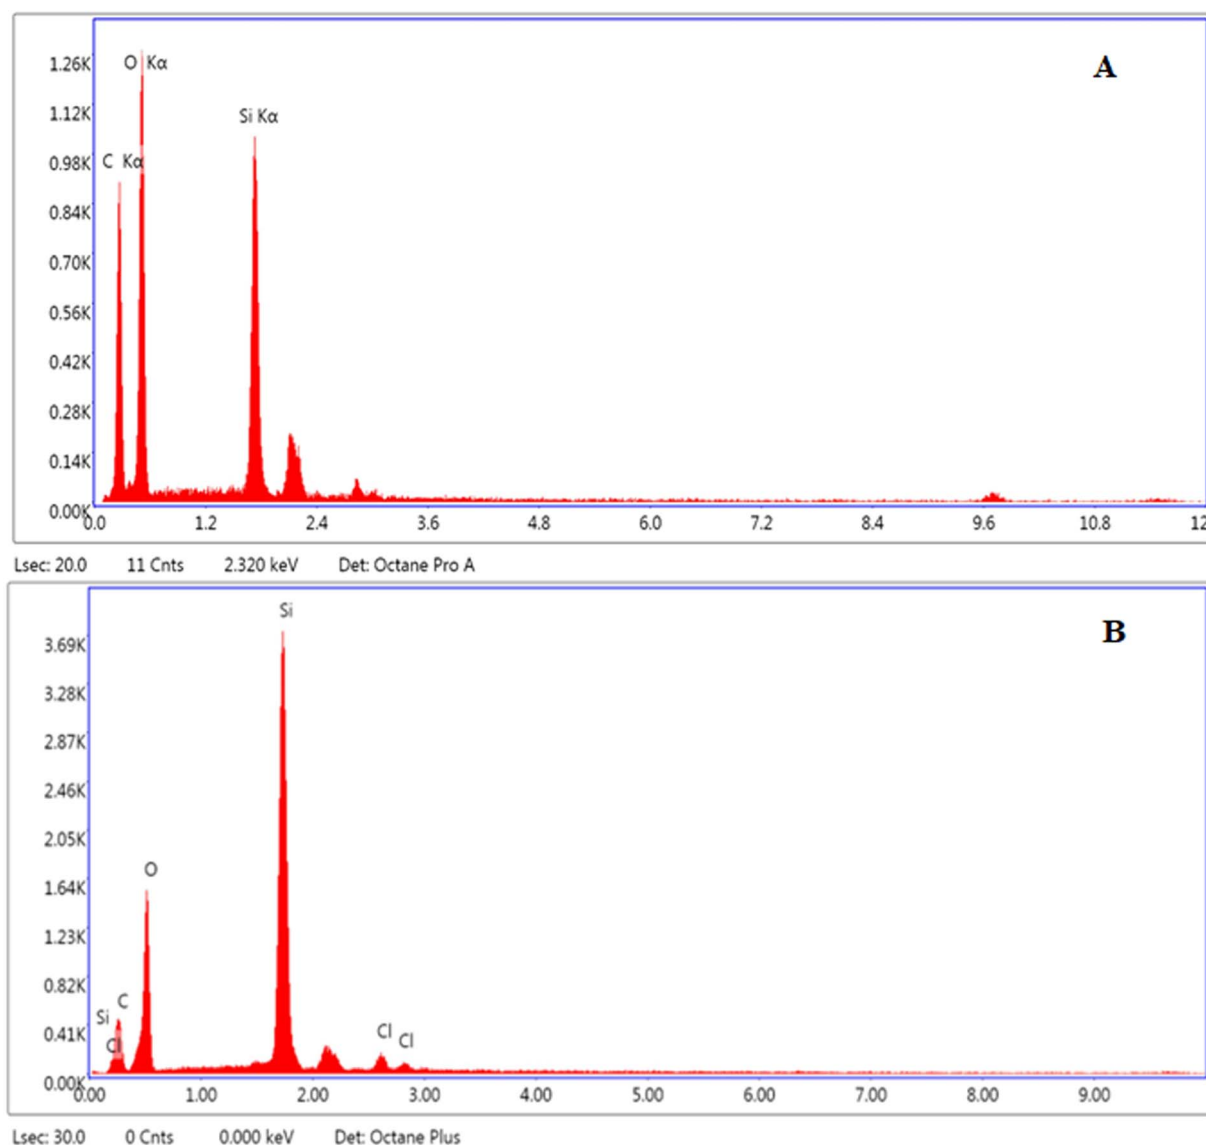 A
1.26K
O Kα
1.12K
Si Kα
0.98K
C Kα
0.84K
0.70K
0.56K
0.42K
0.28K
0.14K
0.00K
0.0 1.2 2.4 3.6 4.8 6.0 7.2 8.4 9.6 10.8 12
Lsec: 20.0 11 Cnts 2.320 keV Det: Octane Pro A
Si
B
3.69K
3.28K
2.87K
2.46K
2.05K
O
1.64K
1.23K
C
0.82K
Si
Cl Cl
0.41K
Cl
0.00K
0.00 1.00 2.00 3.00 4.00 5.00 6.00 7.00 8.00 9.00
Lsec: 30.0 0 Cnts 0.000 keV Det: Octane Plus